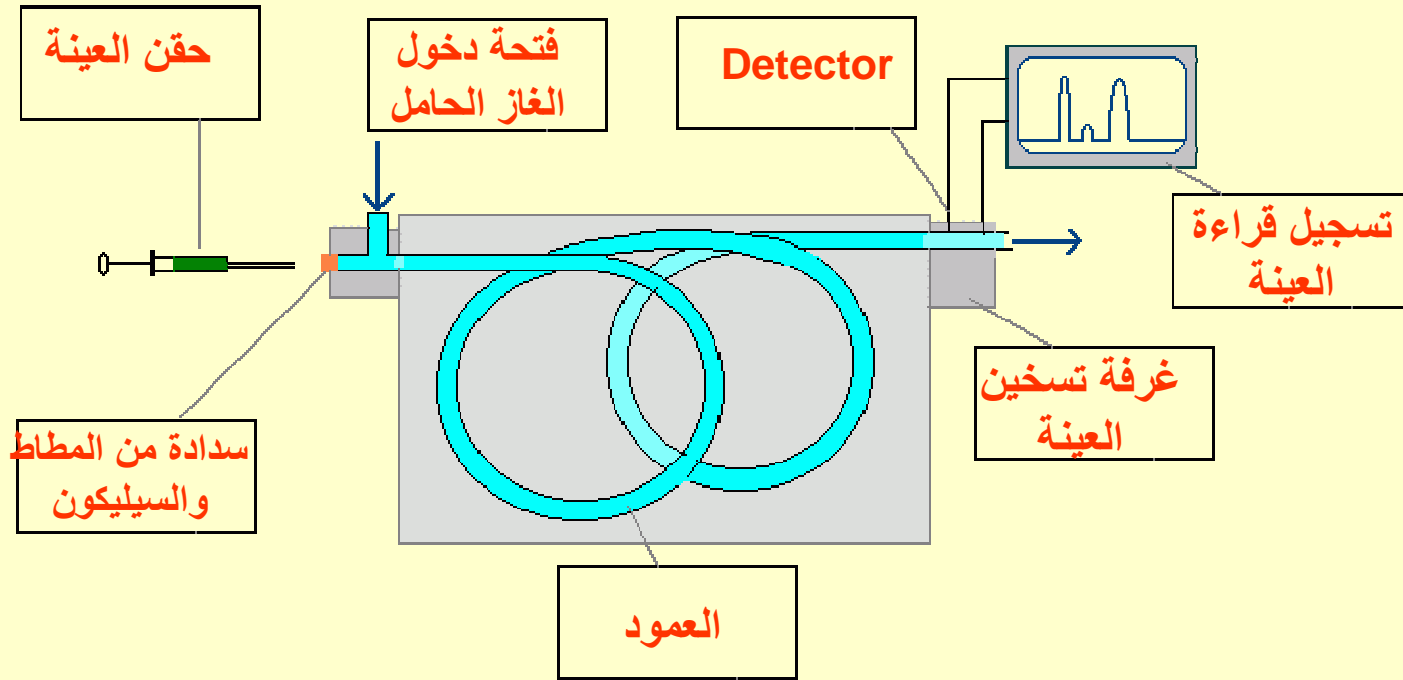 حقن العينة
فتحة دخول
الغاز الحامل
Detector
تسجيل قراءة
العينة
غرفة تسخين
العينة
سدادة من المطاط
والسيليكون
العمود